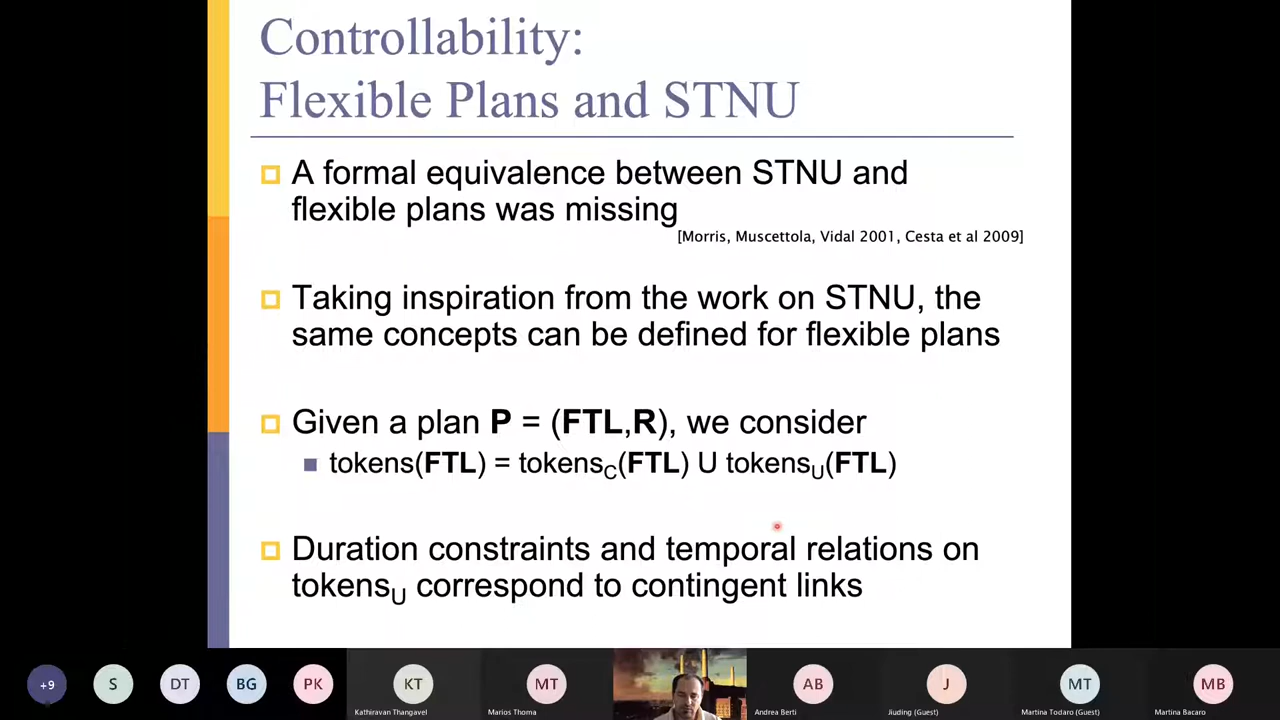 Controllability:
Flexible Plans and STNU
A formal equivalence between STNU and
flexible plans was missing
[Morris, Muscettola, Vidal 2001, Cesta et al 2009]
Taking inspiration from the work on STNU, the
same concepts can be defined for flexible plans
Given a plan P = (FTL,R), we consider
tokens(FTL) = tokensC(FTL) U tokensU(FTL)
Duration constraints and temporal relations on
tokensU correspond to contingent links
+9 S DT BG PK KT MT AB J MT MB
Kathiravan Thangavel Marios Thoma Andrea Berti Jiuding (Guest) Martina Todaro (Guest) Martina Bacaro